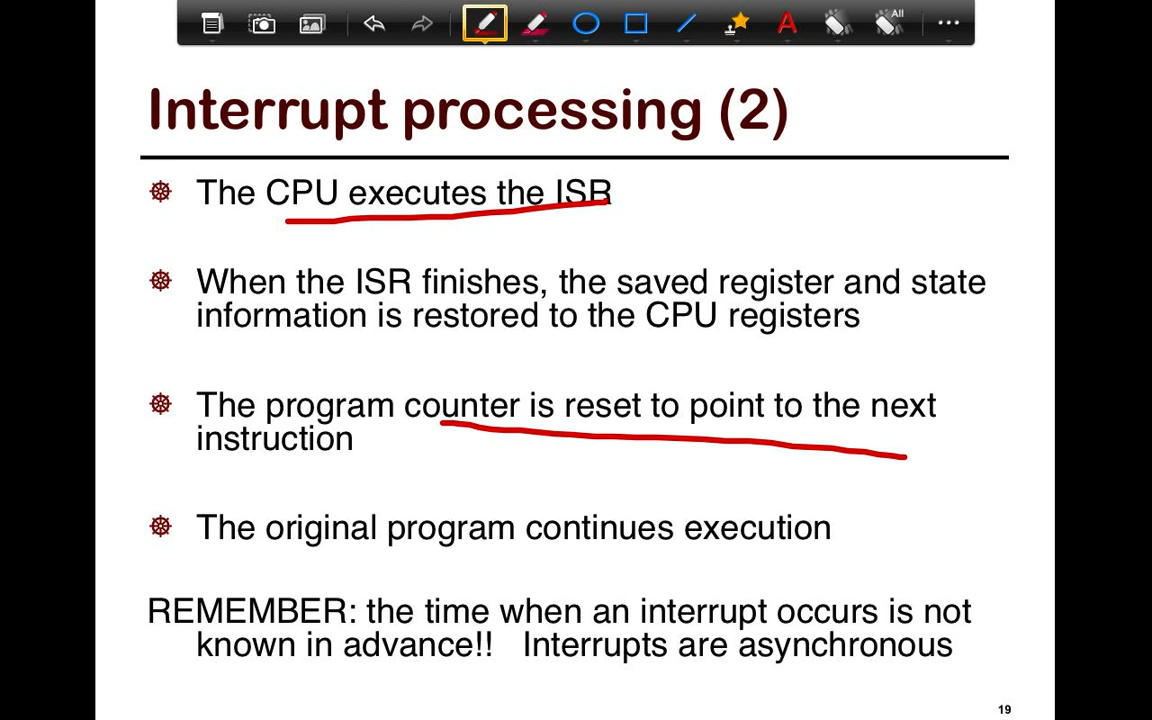 All
A
Interrupt processing (2)
The CPU executes the ISR
When the ISR finishes, the saved register and state
information is restored to the CPU registers
The program counter is reset to point to the next
instruction
The original program continues execution
REMEMBER: the time when an interrupt occurs is not
known in advance!! Interrupts are asynchronous
19